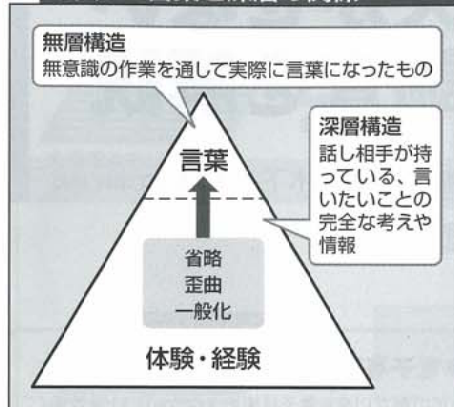 無層構造
無意識の作業を通して実際に言葉になったもの
深層構造
話し相手が持
っている、言
いたいことの
完全な考えや
情報
言葉
省略
歪曲
一般化
体験・経験